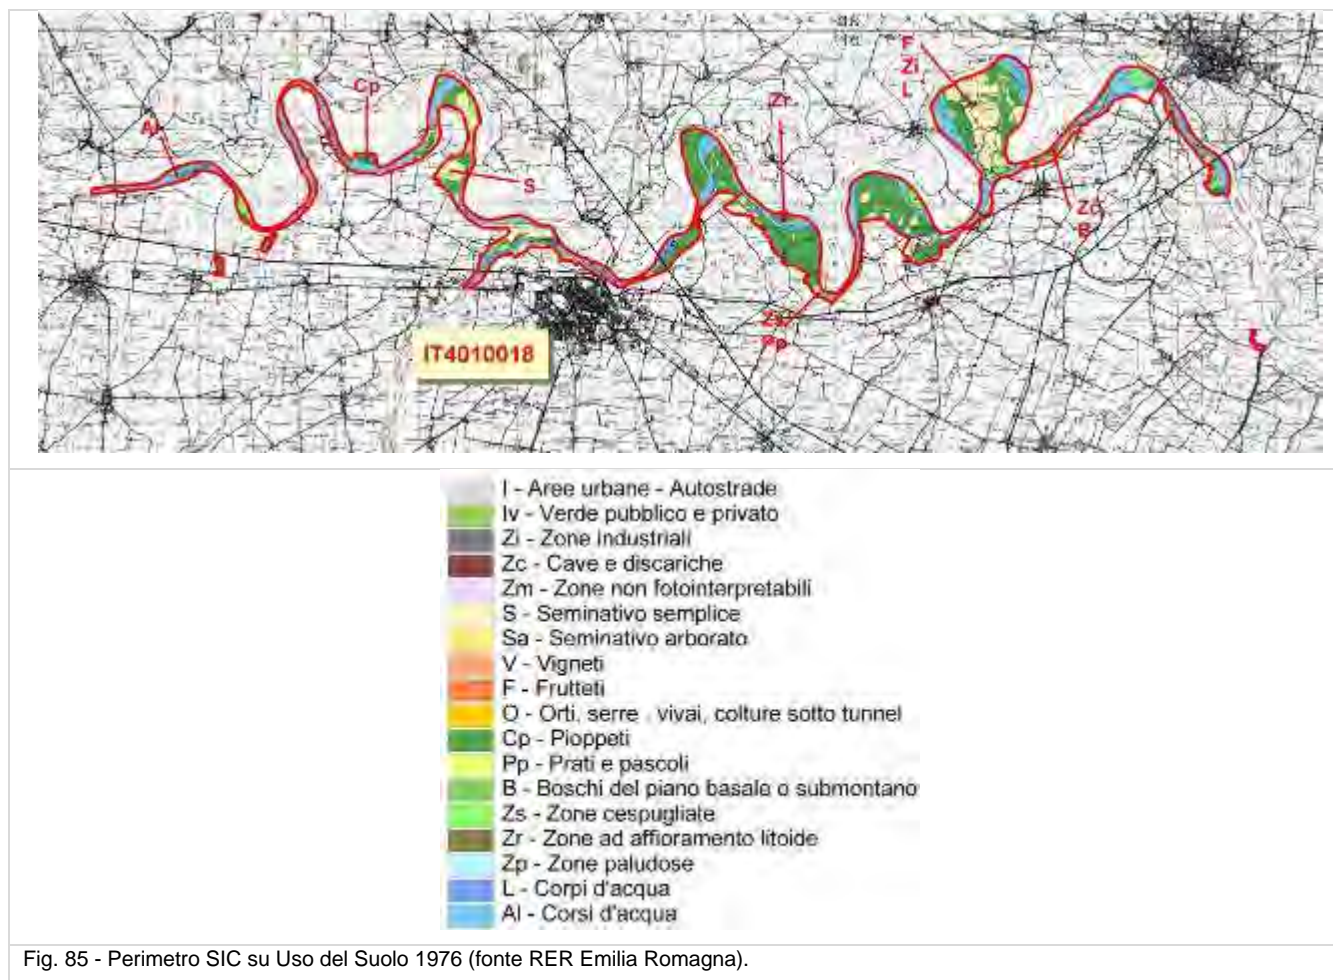 F
Zi
L
Cp
Zr
Al
S
Zc
B
Zs
Pp
IT4010018
I - Aree urbane - Autostrade
Iv - Verde pubblico e privato
Zi - Zone industriali
Zc - Cave e discariche
Zm - Zone non fotointerpretabili
S - Seminativo semplice
Sa - Seminativo arborato
V - Vigneti
F - Frutteti
O - Orti, serre , vivai, colture sotto tunnel
Cp - Pioppeti
Pp - Prati e pascoli
B - Boschi del piano basale o submontano
Zs - Zone cespugliate
Zr - Zone ad affioramento litoide
Zp - Zone paludose
L - Corpi d'acqua
Al - Corsi d'acqua
Fig. 85 - Perimetro SIC su Uso del Suolo 1976 (fonte RER Emilia Romagna).